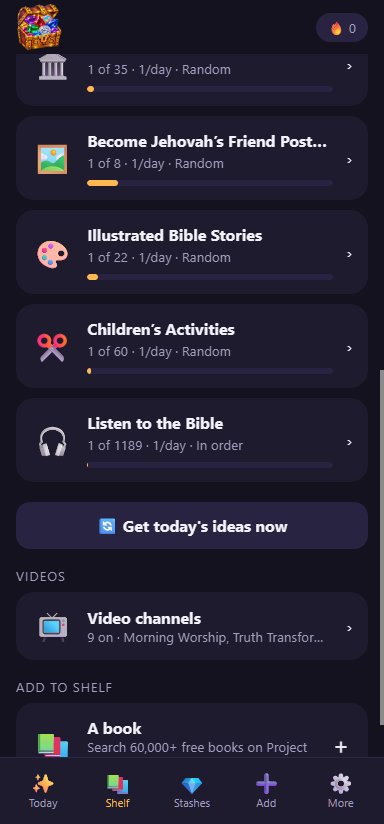 0
1 of 35 · 1/day · Random
Become Jehovah's Friend Post...
1 of 8 · 1/day · Random
Illustrated Bible Stories
1 of 22 · 1/day · Random
Children's Activities
1 of 60 · 1/day · Random
Listen to the Bible
1 of 1189 · 1/day · In order
Get today's ideas now
VIDEOS
Video channels
9 on · Morning Worship, Truth Transfor...
ADD TO SHELF
A book
Search 60,000+ free books on Project
Today
Shelf
Stashes
Add
More